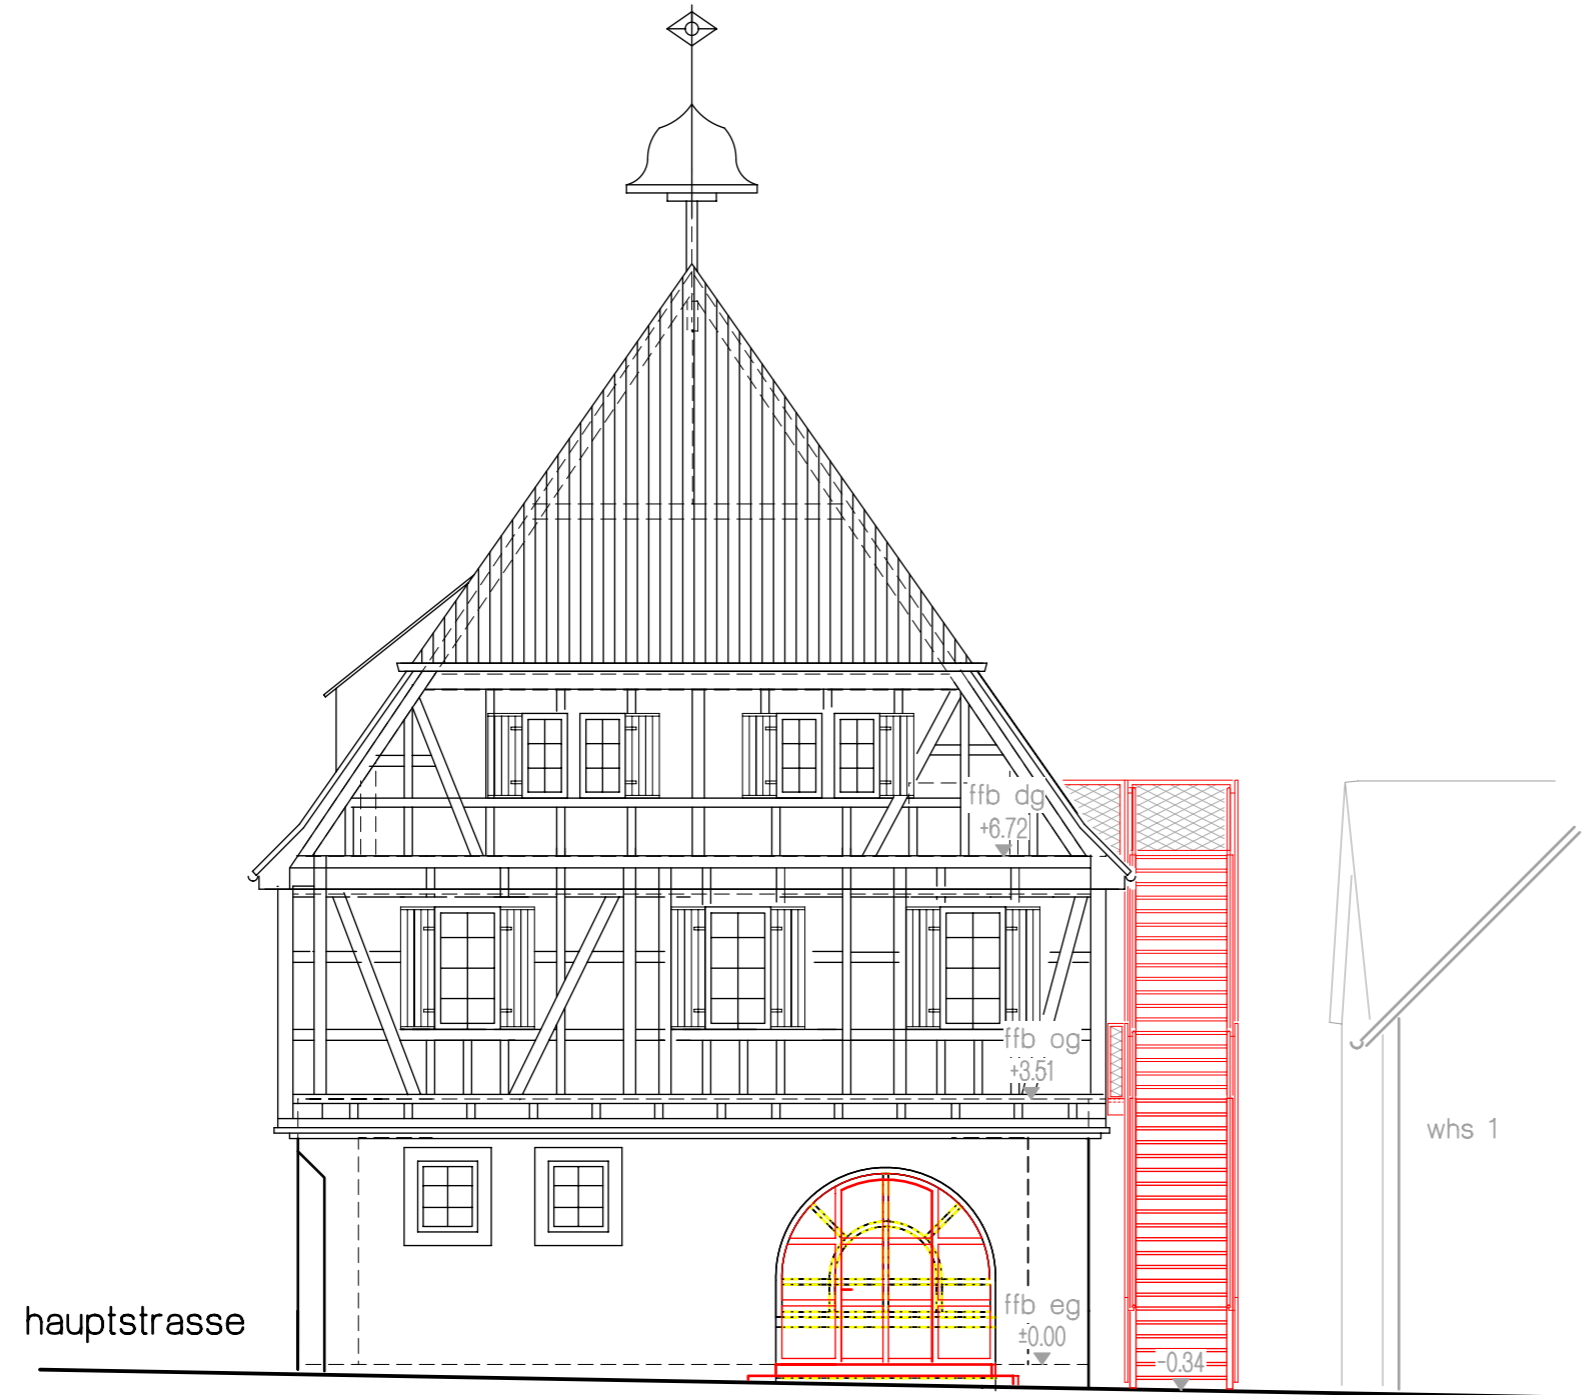 ffb dg
+6.72
ffb og
+3.51
whs 1
ffb eg
±0.00
hauptstrasse
-0.34